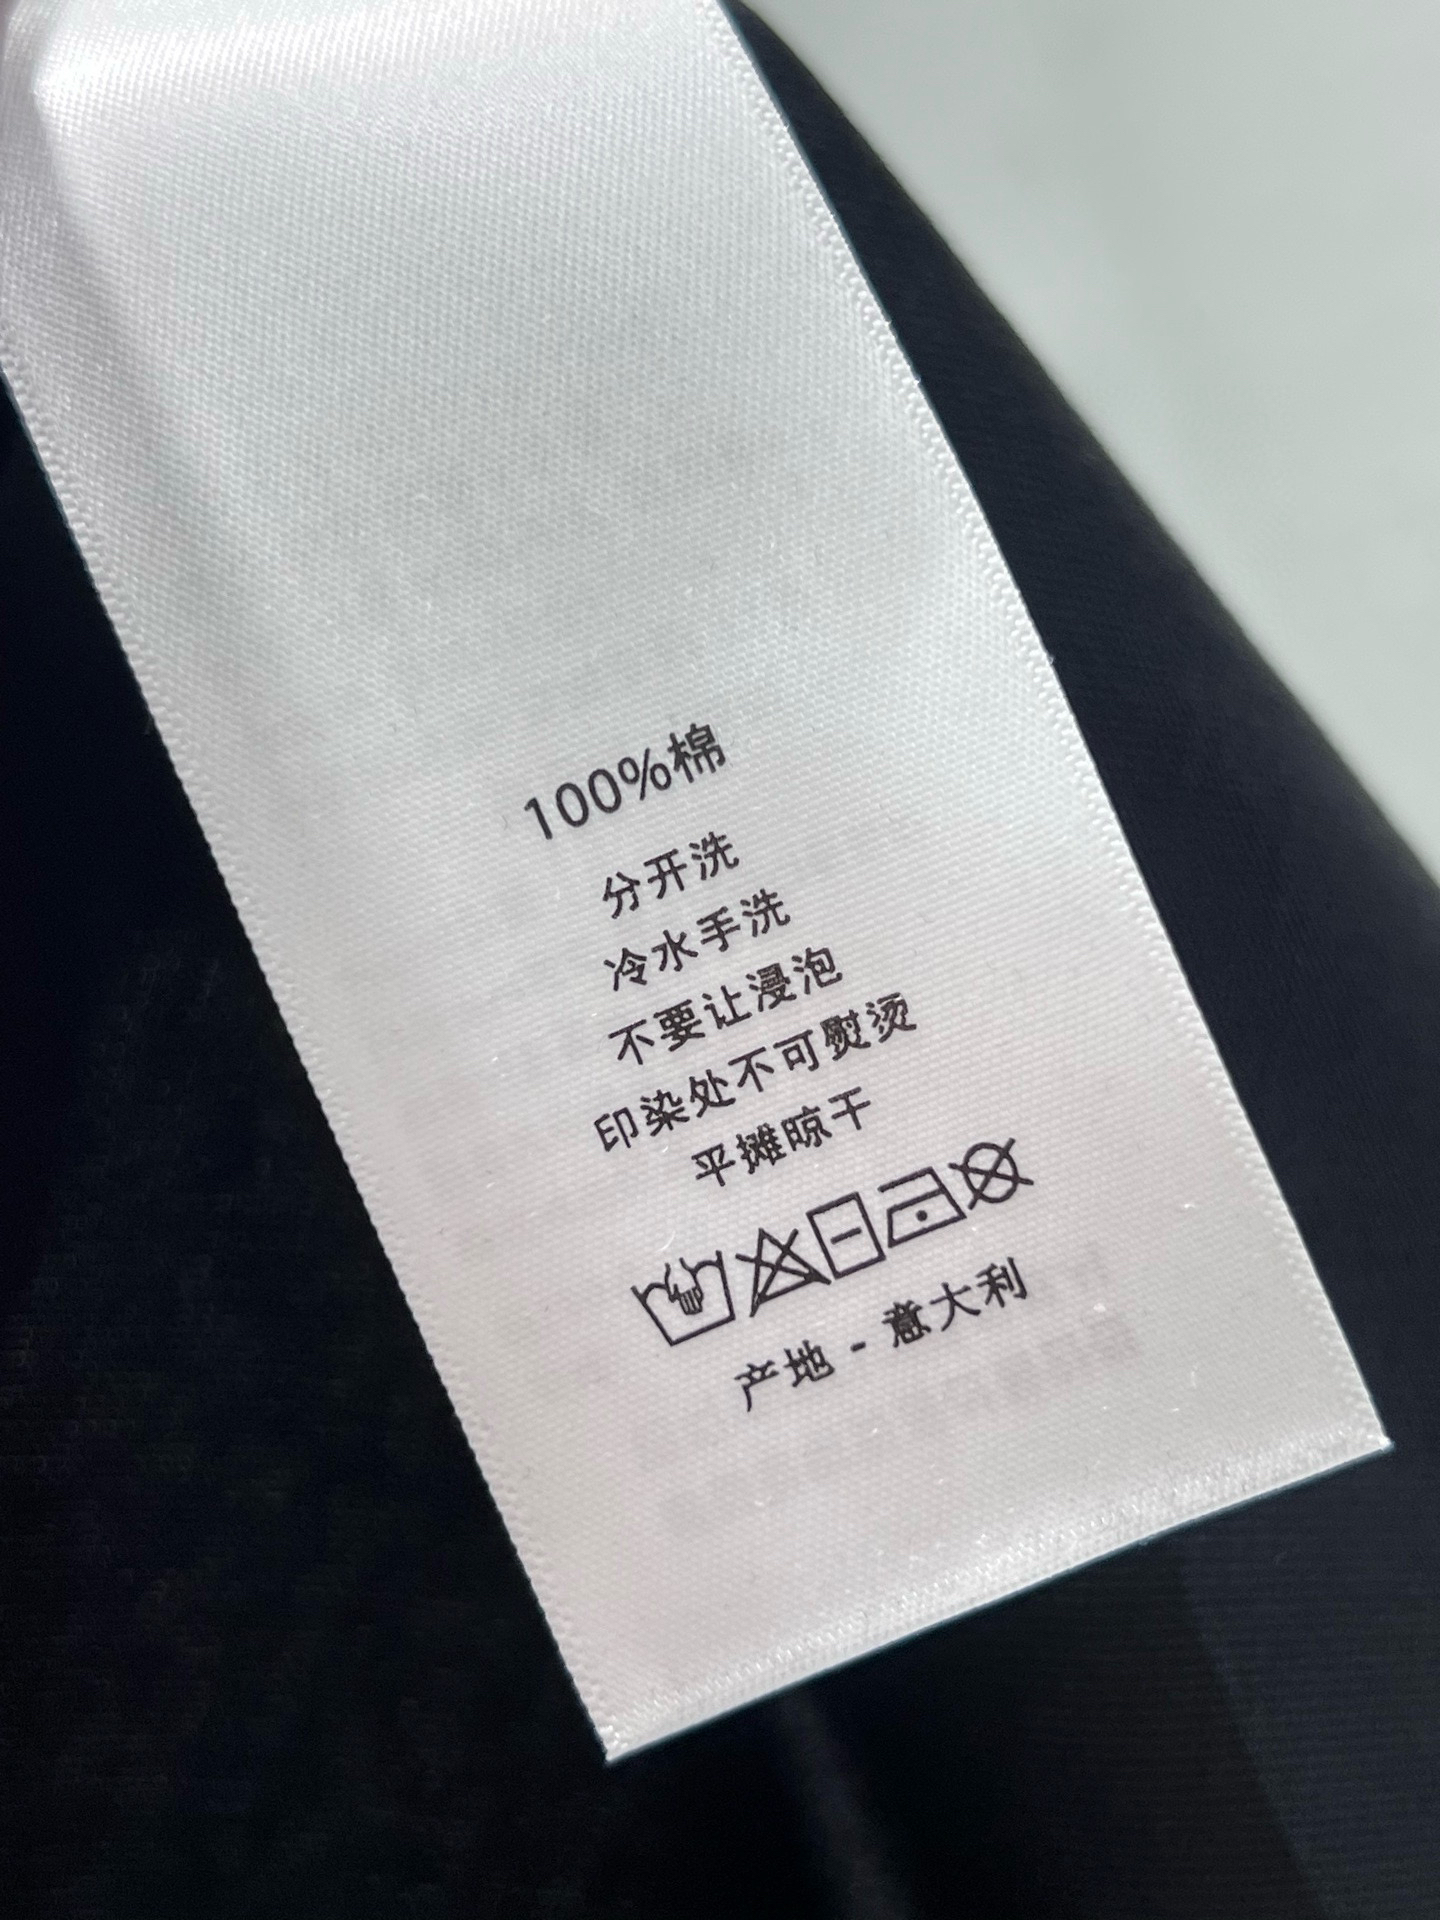 100%棉
分开洗
冷水手洗
不要让浸泡
印染处不可熨烫
平摊晾干
产地 - 意大利